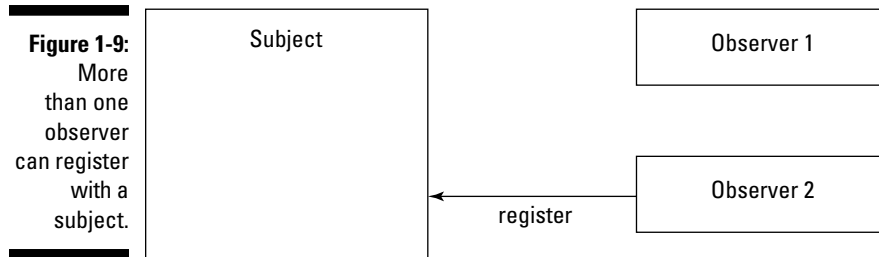 Figure 1-9:
More
than one
observer
can register
with a
subject.
Subject
Observer 1
Observer 2
register